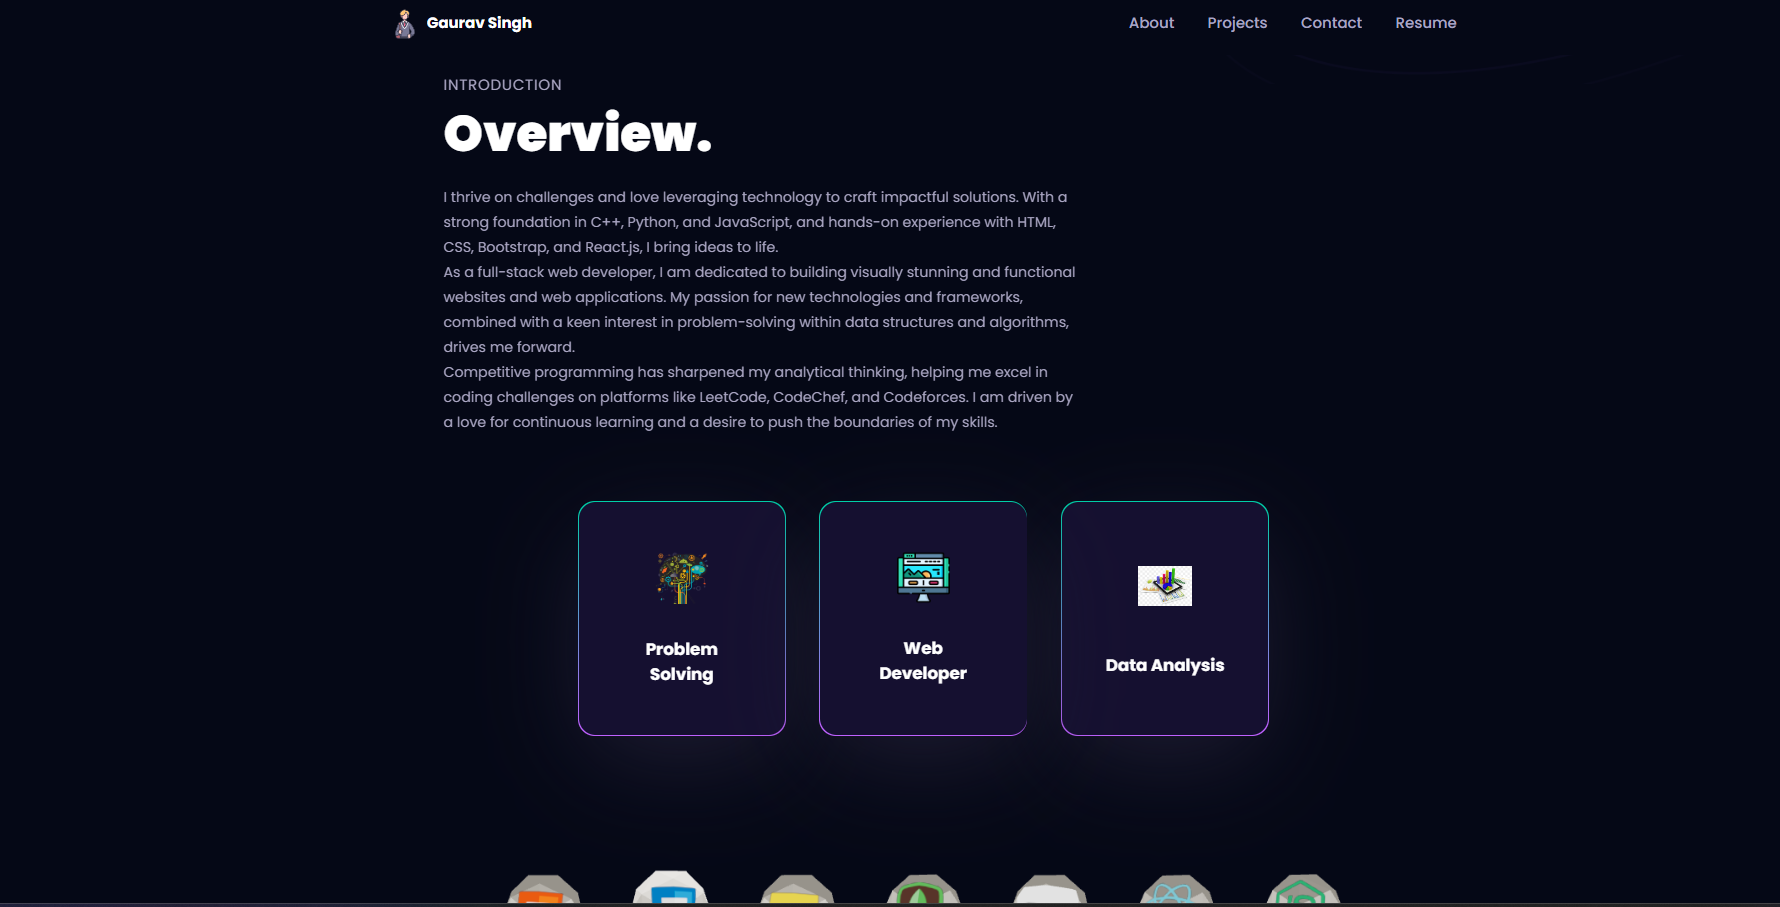 Gaurav Singh
About
Projects
Contact
Resume
INTRODUCTION
Overview.
I thrive on challenges and love leveraging technology to craft impactful solutions. With a
strong foundation in C++, Python, and JavaScript, and hands-on experience with HTML,
CSS, Bootstrap, and React.js, I bring ideas to life.
As a full-stack web developer, I am dedicated to building visually stunning and functional
websites and web applications. My passion for new technologies and frameworks,
combined with a keen interest in problem-solving within data structures and algorithms,
drives me forward.
Competitive programming has sharpened my analytical thinking, helping me excel in
coding challenges on platforms like LeetCode, CodeChef, and Codeforces. I am driven by
a love for continuous learning and a desire to push the boundaries of my skills.
Problem
Solving
Web
Developer
Data Analysis